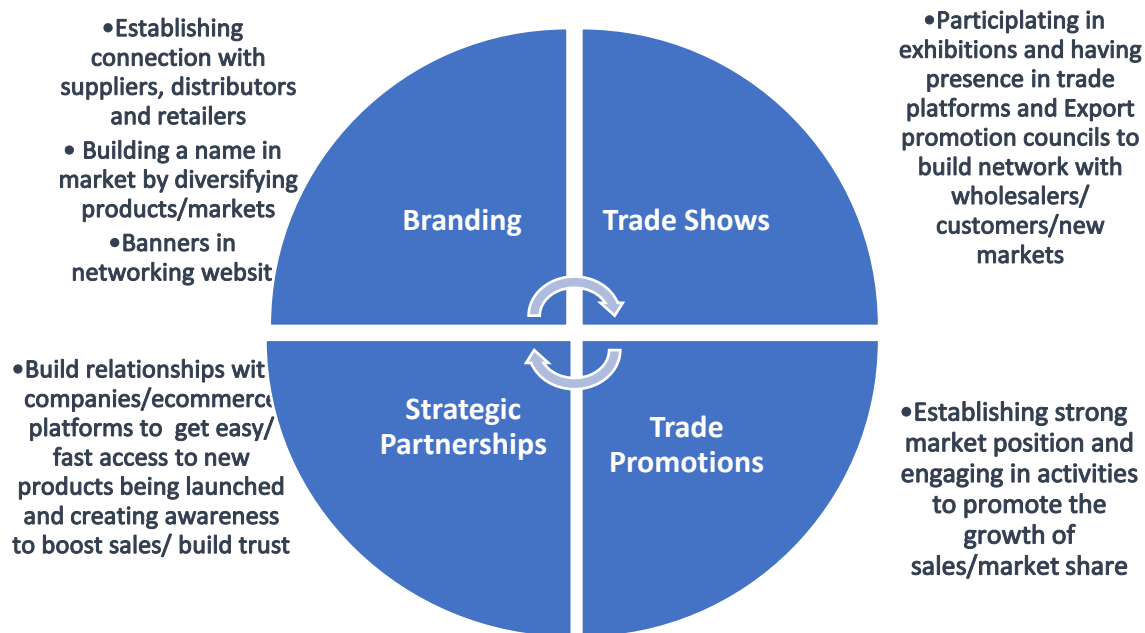 •Establishing
connection with
suppliers, distributors
and retailers
• Building a name in
market by diversifying
products/markets
•Banners in
networking websit
Branding
Trade Shows
•Participlating in
exhibitions and having
presence in trade
platforms and Export
promotion councils to
build network with
wholesalers/
customers/new
markets
•Build relationships wit
companies/ecommerce
platforms to get easy/
fast access to new
products being launched
and creating awareness
to boost sales/ build trust
Strategic
Partnerships
Trade
Promotions
•Establishing strong
market position and
engaging in activities
to promote the
growth of
sales/market share